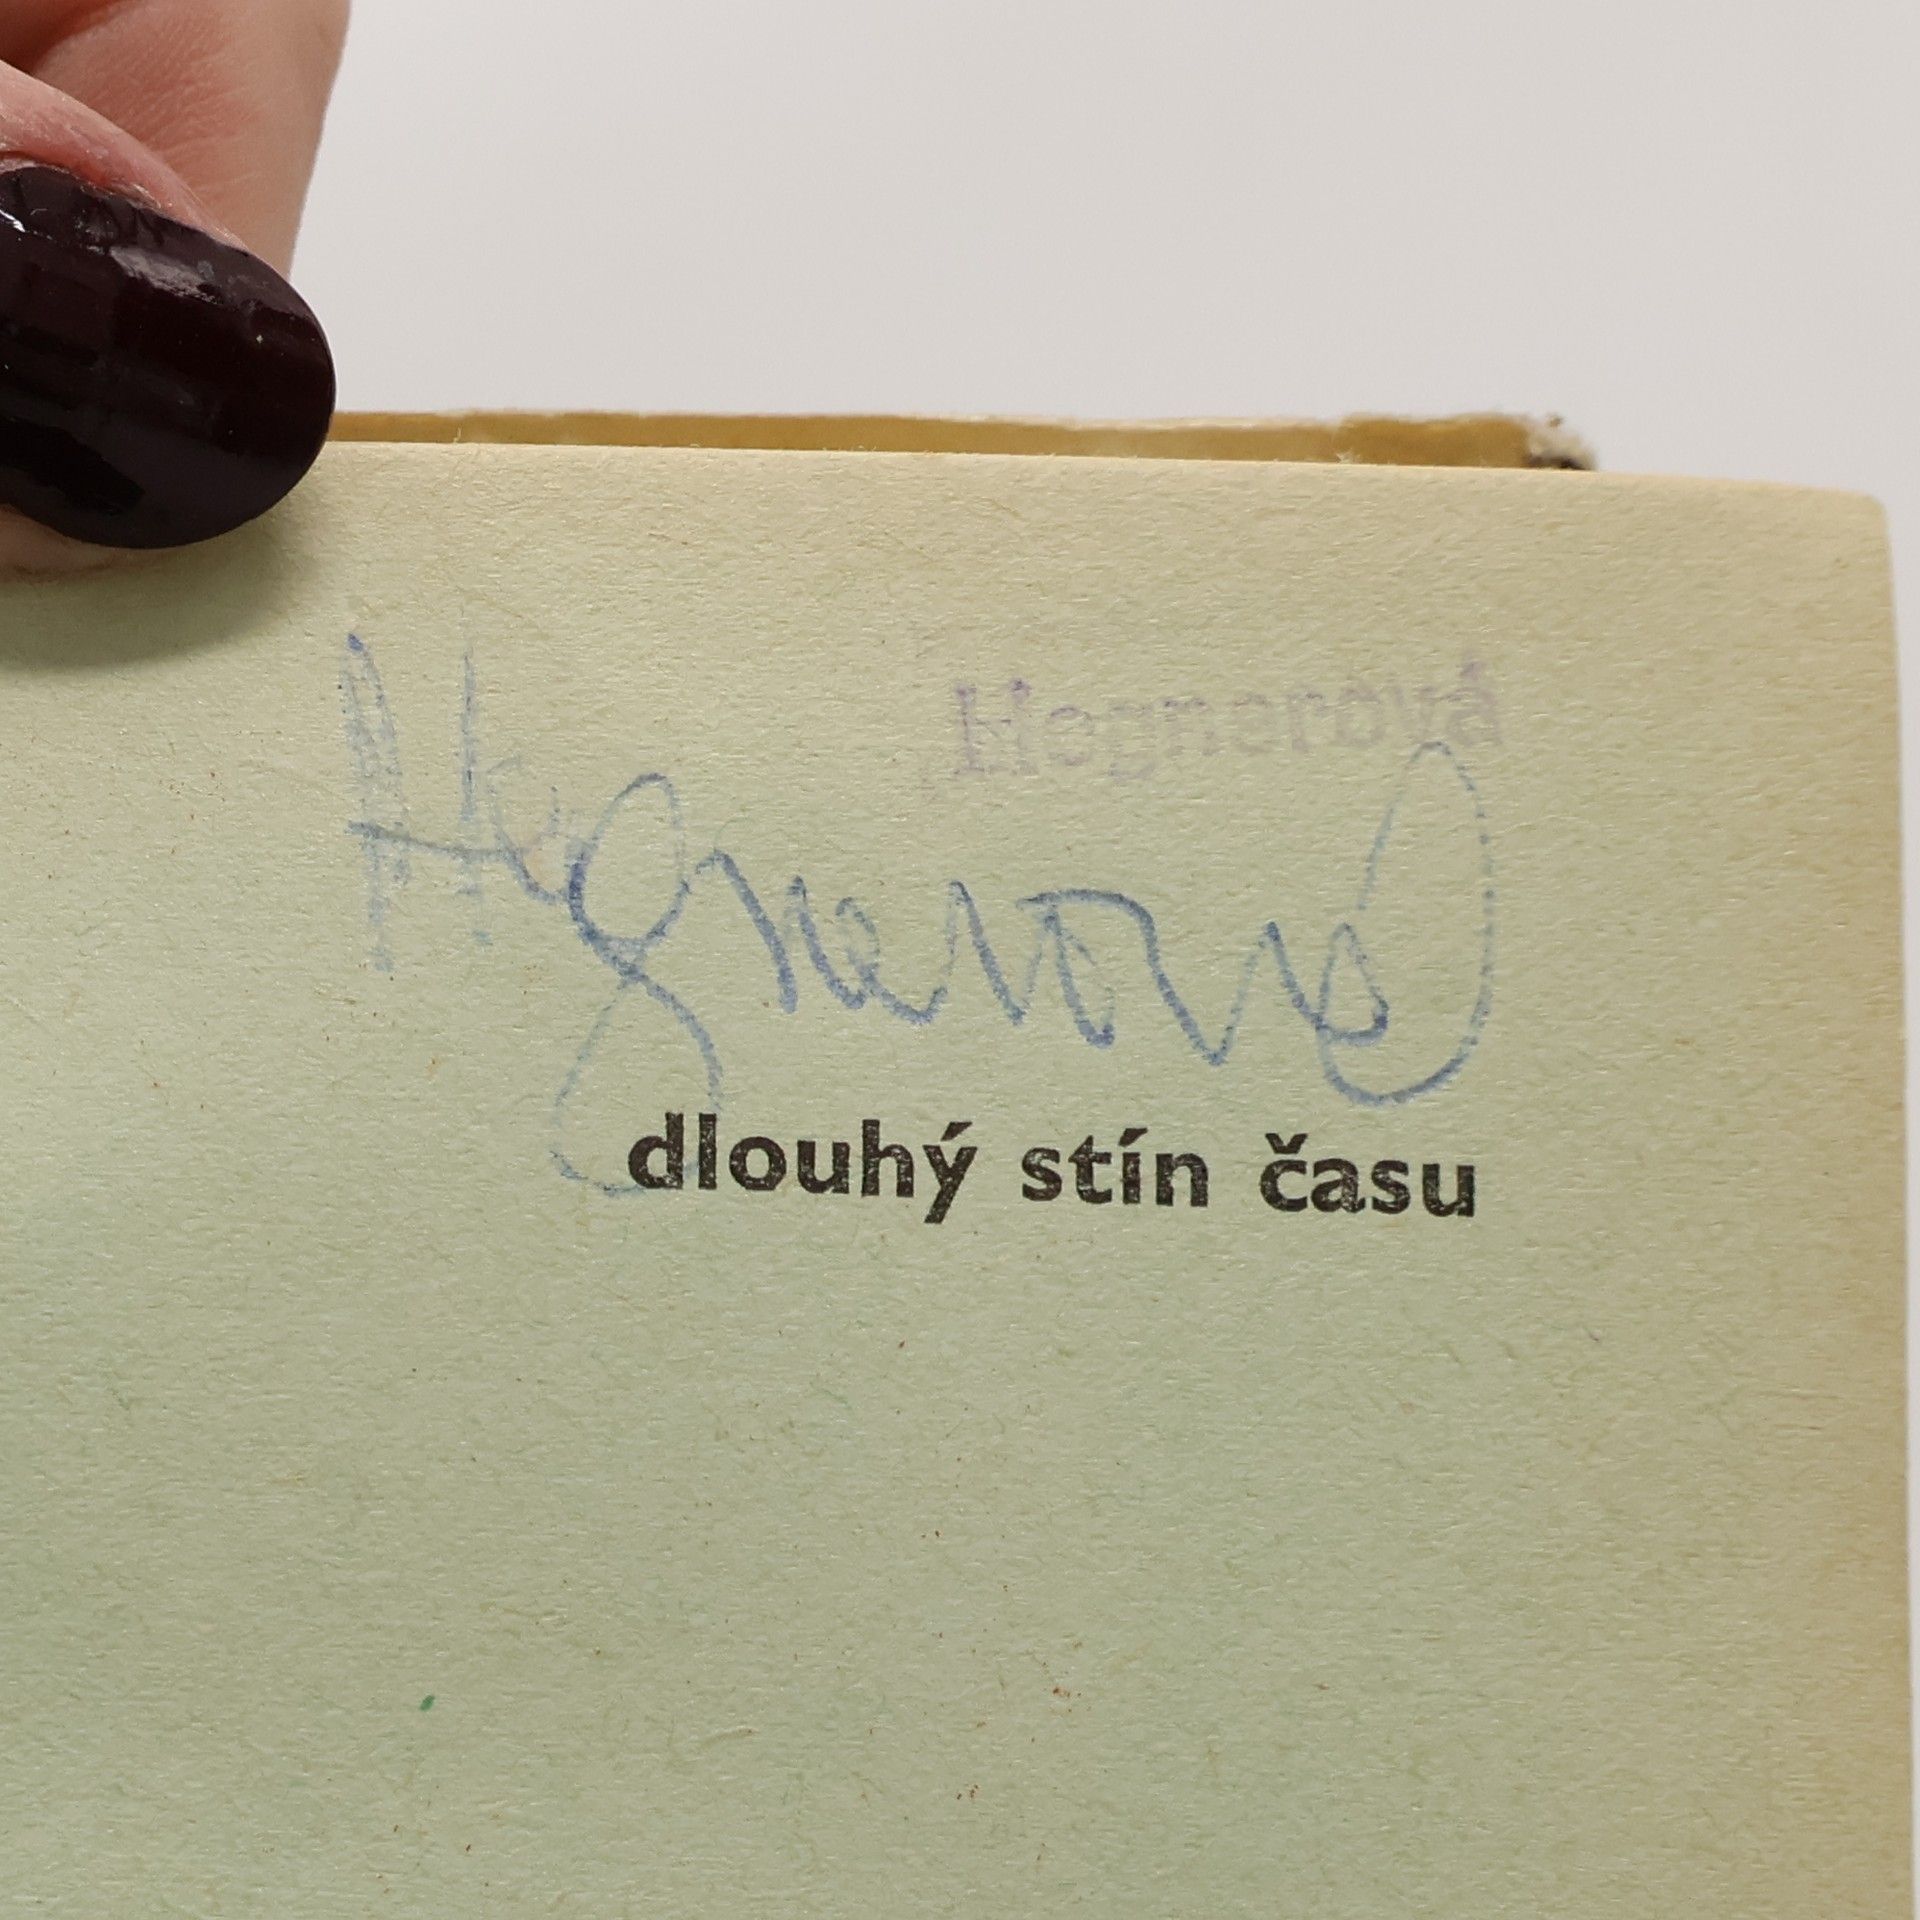 Hegnerová
Hegnerová
dlouhý stín času